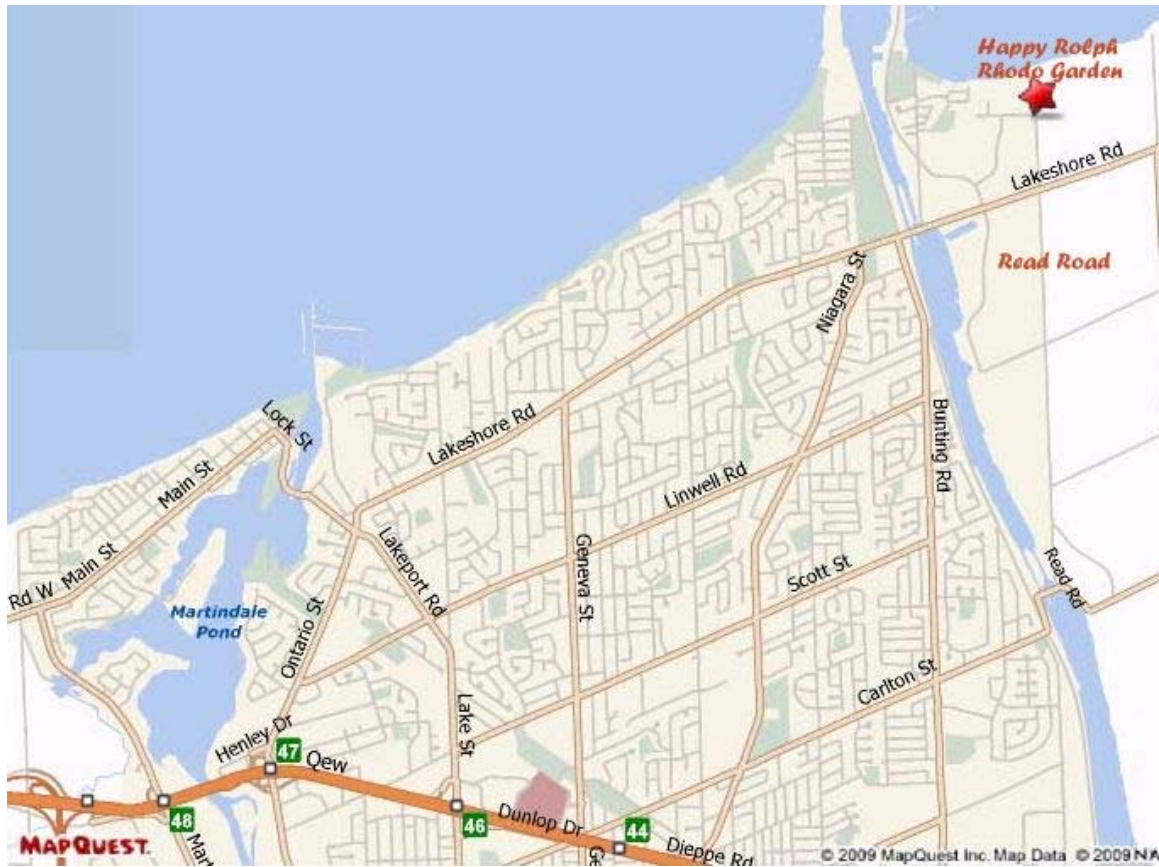 Happy Rolph
Rhodo Garden
Lakeshore Rd
Read Road
Niagara St
Lock St
Main St
Lakeshore Rd
Bunting Rd
Linwell Rd
Lakeport Rd
Geneva St
Scott St
Rd W
Main St
Read Rd
Martindale
Pond
Ontario St
Carlton St
Lake St
Henley Dr
47
Qew
48
46
Dunlop Dr
44
Dieppe Rd
Mart
Ge
MAPQUEST
© 2009 MapQuest Inc. Map Data © 2009 NA